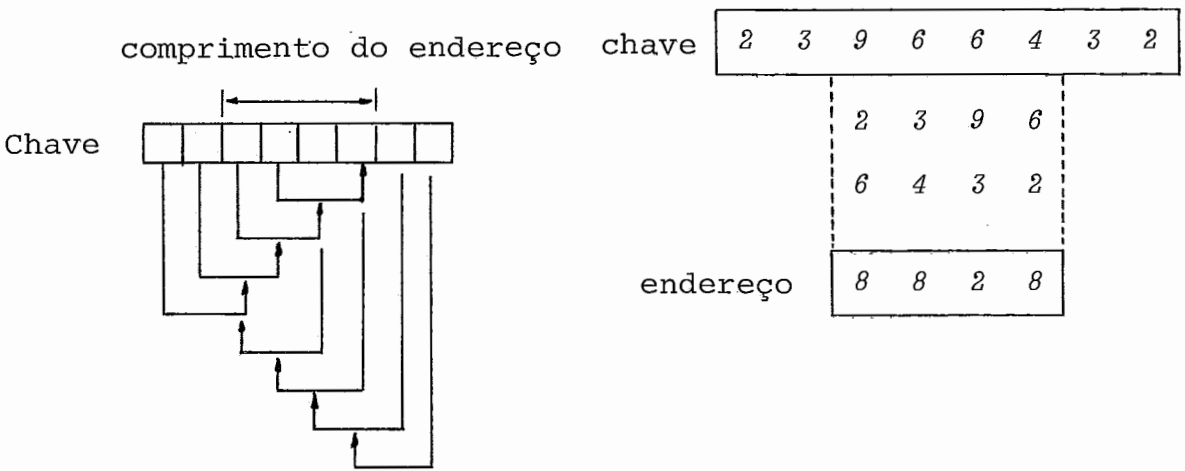 comprimento do endereço
Chave
chave 2 3 9 6 6 4 3 2
2 3 9 6
6 4 3 2
endereço 8 8 2 8